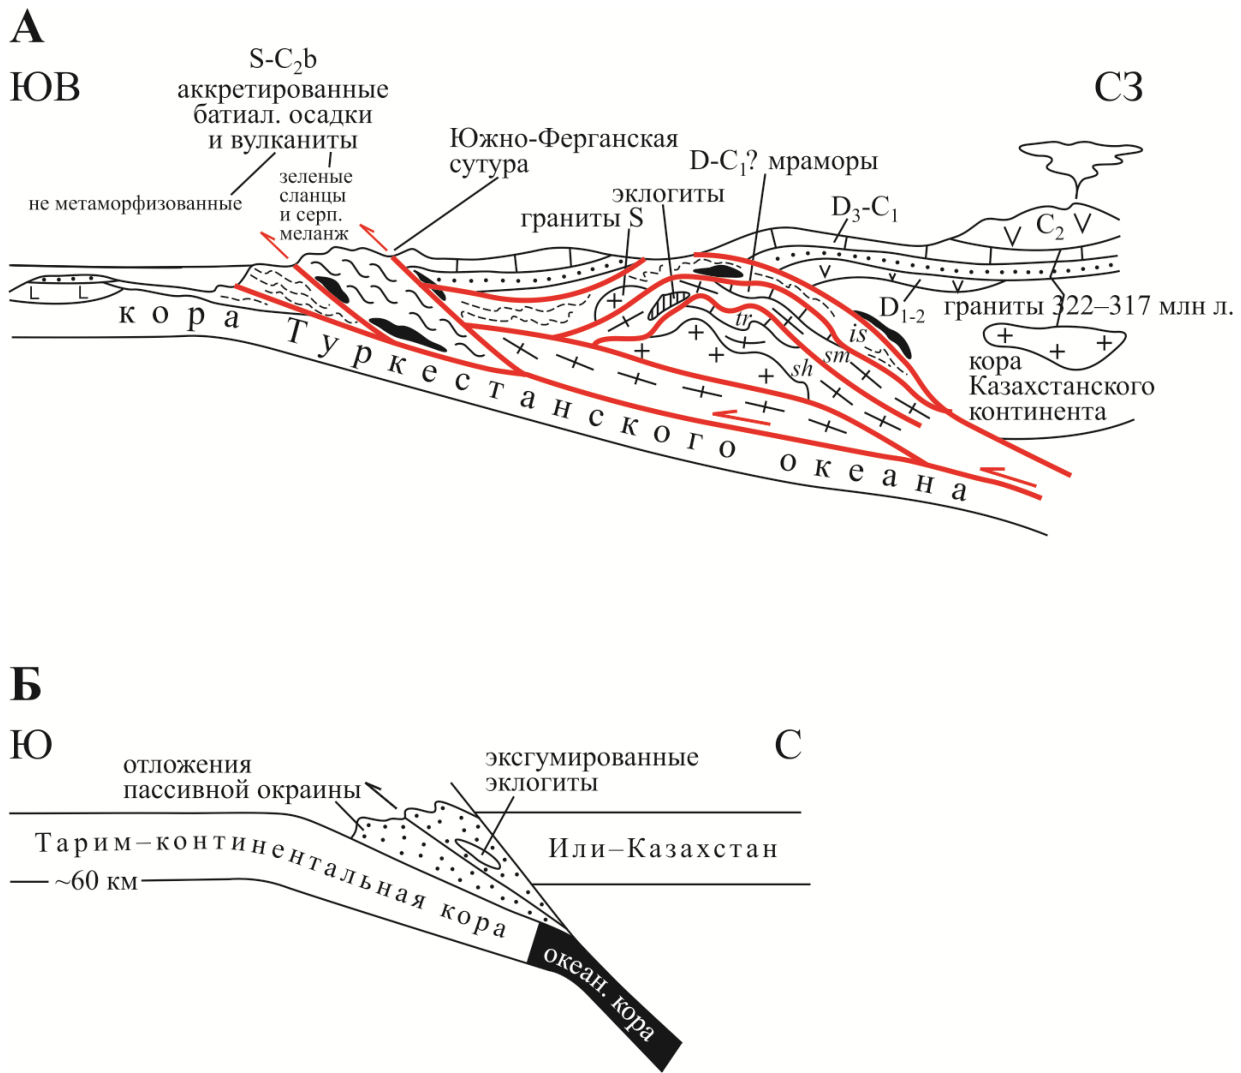 А
ЮВ
СЗ
S-C₂b
аккретированные
батиал. осадки
и вулканиты
не метаморфизованные
зеленые
сланцы
и серп.
меланж
Южно-Ферганская
сутура
граниты S
эклогиты
D-C₁? мраморы
D₃-C₁
C₂
V
V
V
V
V
V
L
L
D₁₋₂
граниты 322–317 млн л.
tr
sh
sm
is
кора
Казахстанского
континента
кора Туркестанского океана
Б
Ю
С
отложения
пассивной окраины
эксгумированные
эклогиты
Тарим–континентальная кора
Или–Казахстан
~60 км
океан. кора